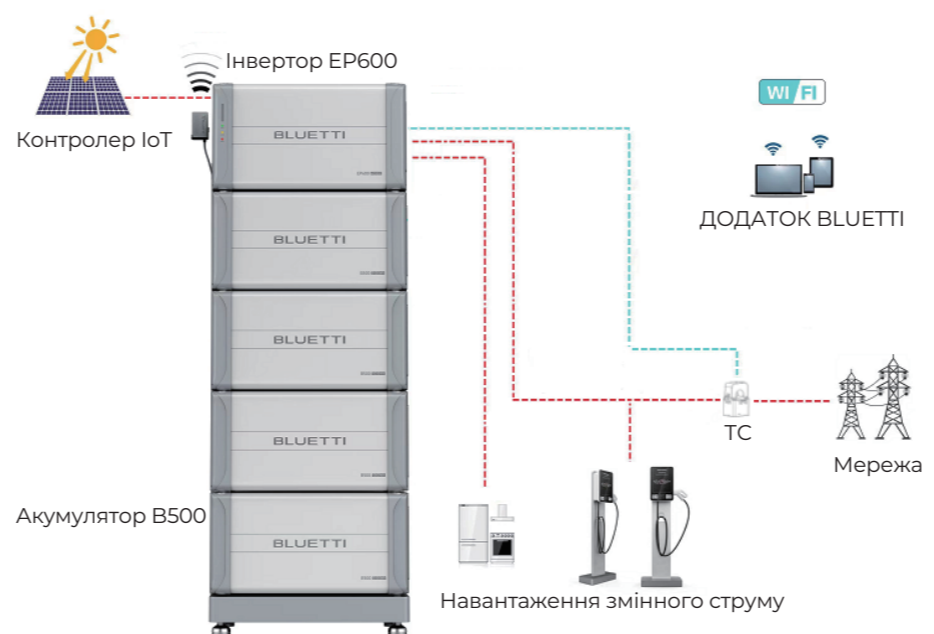 Інвертор EP600
WI FI
Контролер IoT
BLUETTI
ДОДАТОК BLUETTI
BLUETTI
BLUETTI
TC
BLUETTI
Мережа
Акумулятор B500
BLUETTI
Навантаження змінного струму